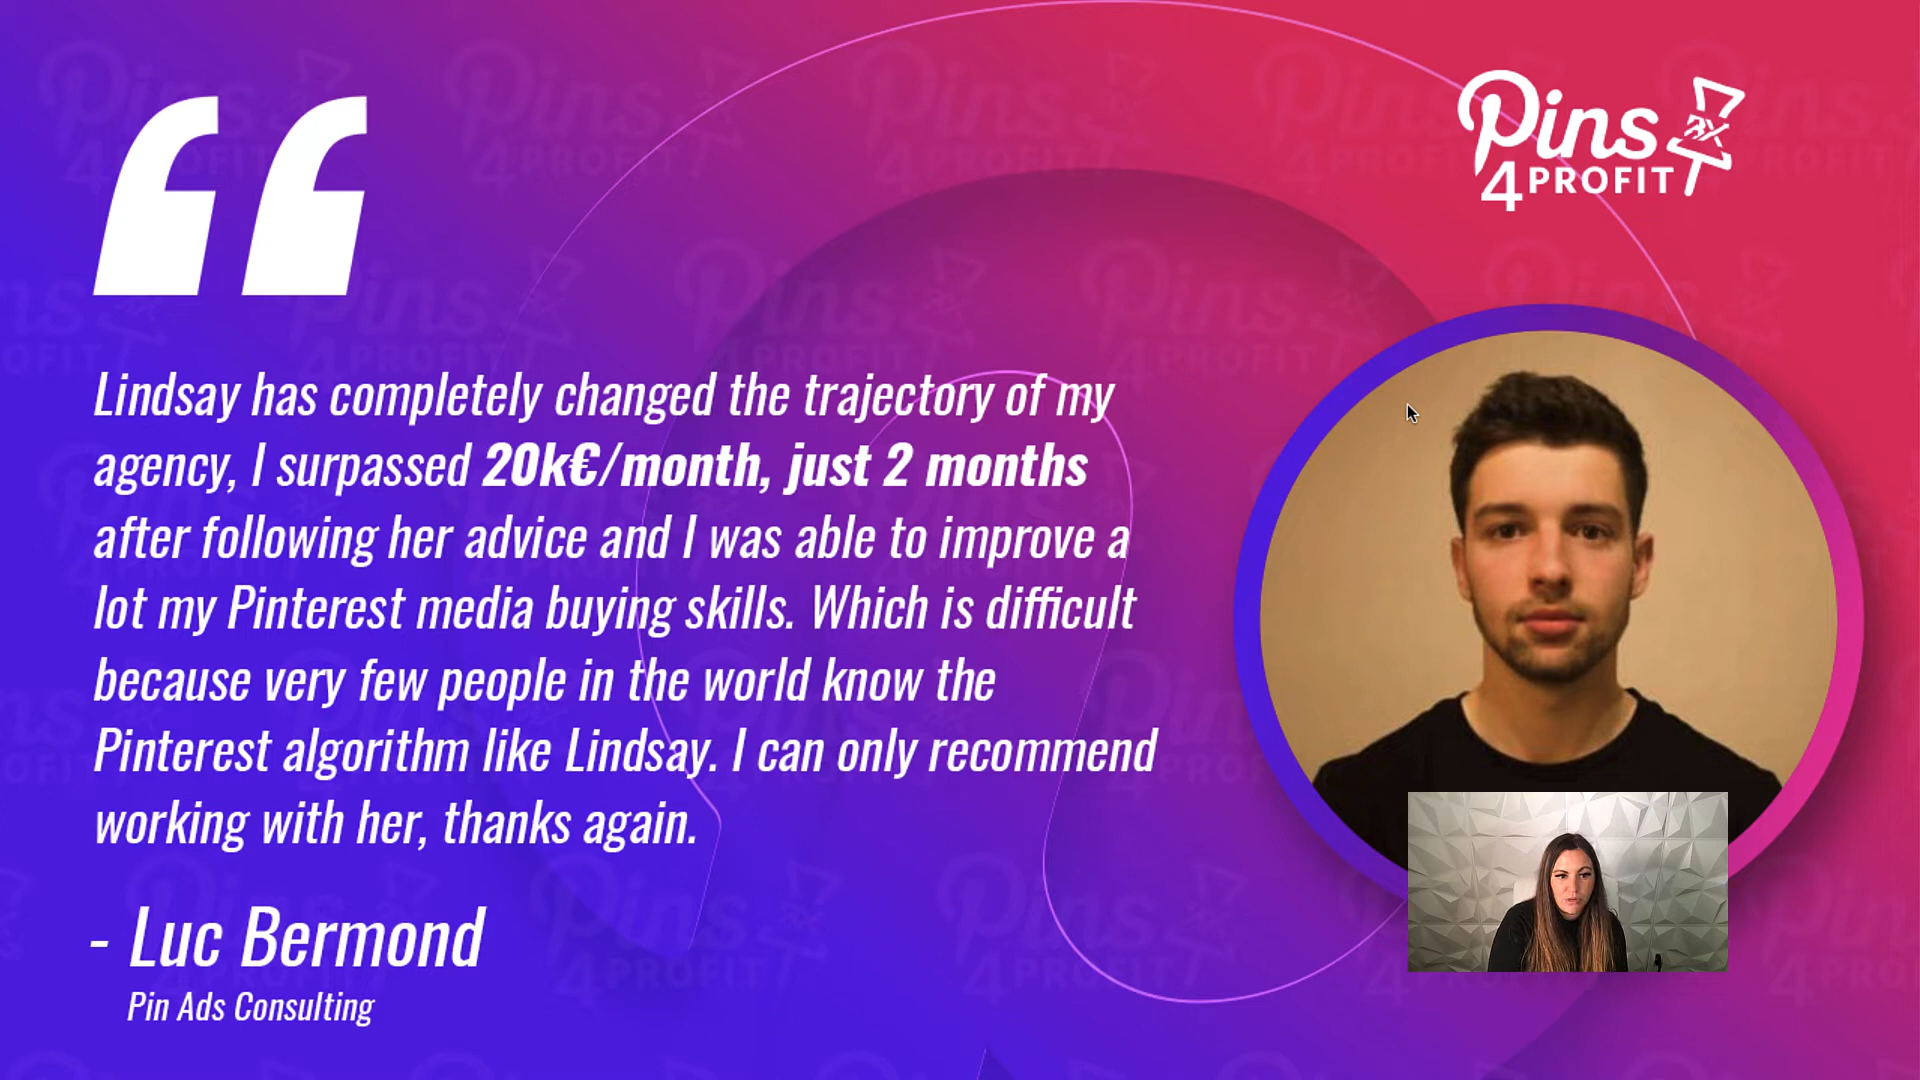 Pins
4PROFIT
Lindsay has completely changed the trajectory of my
agency, I surpassed 20k€/month, just 2 months
after following her advice and I was able to improve a
lot my Pinterest media buying skills. Which is difficult
because very few people in the world know the
Pinterest algorithm like Lindsay. I can only recommend
working with her, thanks again.
- Luc Bermond
Pin Ads Consulting